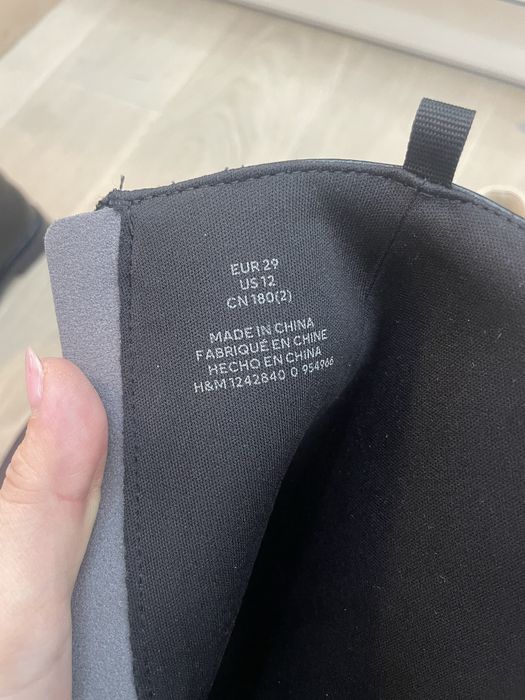 EUR 29
US 12
CN 180(2)
MADE IN CHINA
FABRIQUÉ EN CHINE
HECHO EN CHINA
H&M 1242840 0 954966